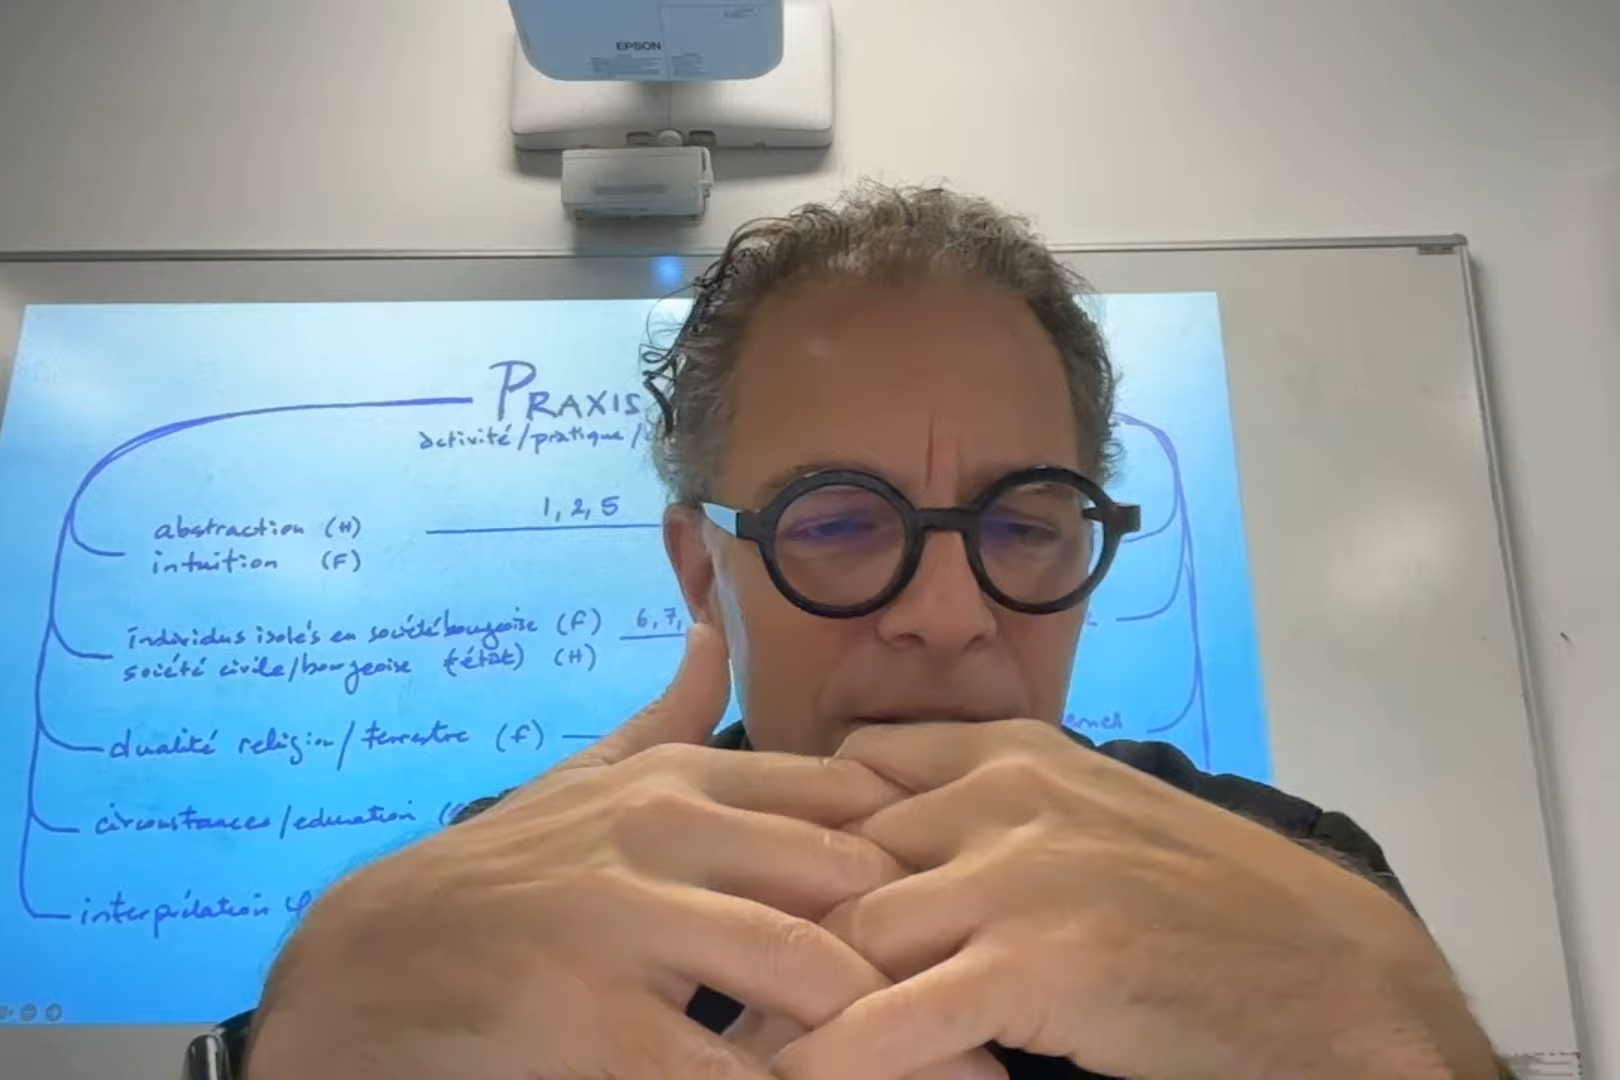 EPSON
PRAXIS
activité/pratique/
1, 2, 5
abstraction (H)
intuition (F)
individus isolés en société bourgeoise (F) 6, 7,
société civile/bourgeoise (état) (H)
dualité religion/terrestre (F)
circonstances/education (
interprétation φ